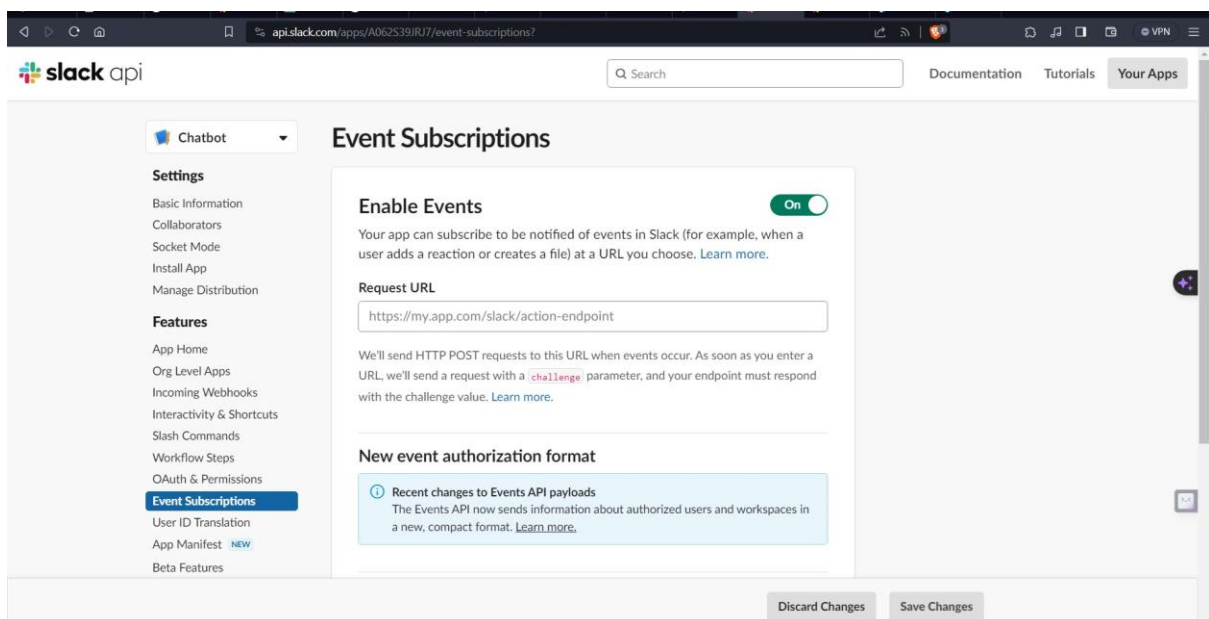 api.slack.com/apps/A062S39JRJ7/event-subscriptions?
VPN
slack api
Search
Documentation
Tutorials
Your Apps
Chatbot
Settings
Basic Information
Collaborators
Socket Mode
Install App
Manage Distribution
Features
App Home
Org Level Apps
Incoming Webhooks
Interactivity & Shortcuts
Slash Commands
Workflow Steps
OAuth & Permissions
Event Subscriptions
User ID Translation
App Manifest NEW
Beta Features
Event Subscriptions
Enable Events
On
Your app can subscribe to be notified of events in Slack (for example, when a
user adds a reaction or creates a file) at a URL you choose. Learn more.
Request URL
https://my.app.com/slack/action-endpoint
We'll send HTTP POST requests to this URL when events occur. As soon as you enter a
URL, we'll send a request with a challenge parameter, and your endpoint must respond
with the challenge value. Learn more.
New event authorization format
Recent changes to Events API payloads
The Events API now sends information about authorized users and workspaces in
a new, compact format. Learn more.
Discard Changes
Save Changes